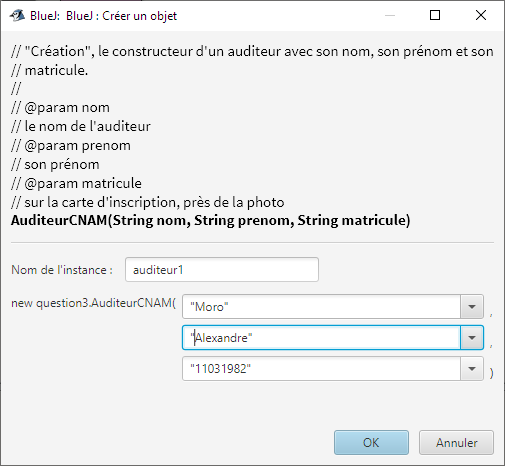 BlueJ:  BlueJ : Créer un objet
// "Création", le constructeur d'un auditeur avec son nom, son prénom et son
// matricule.
//
// @param nom
// le nom de l'auditeur
// @param prenom
// son prénom
// @param matricule
// sur la carte d'inscription, près de la photo
AuditeurCNAM(String nom, String prenom, String matricule)
Nom de l'instance : auditeur1
new question3.AuditeurCNAM( "Moro" ,
"Alexandre" ,
"11031982" )
OK Annuler